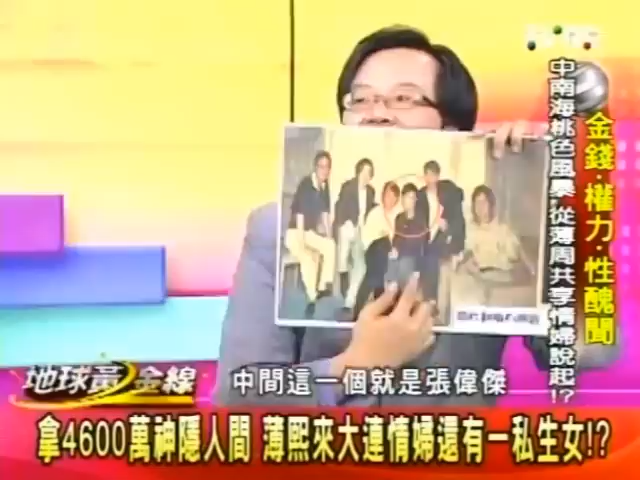 金錢·權力·性醜聞
中南海桃色風暴 從薄周共享情婦說起!?
地球黃金線
中間這一個就是張偉傑
拿4600萬神隱人間 薄熙來大連情婦還有一私生女!?